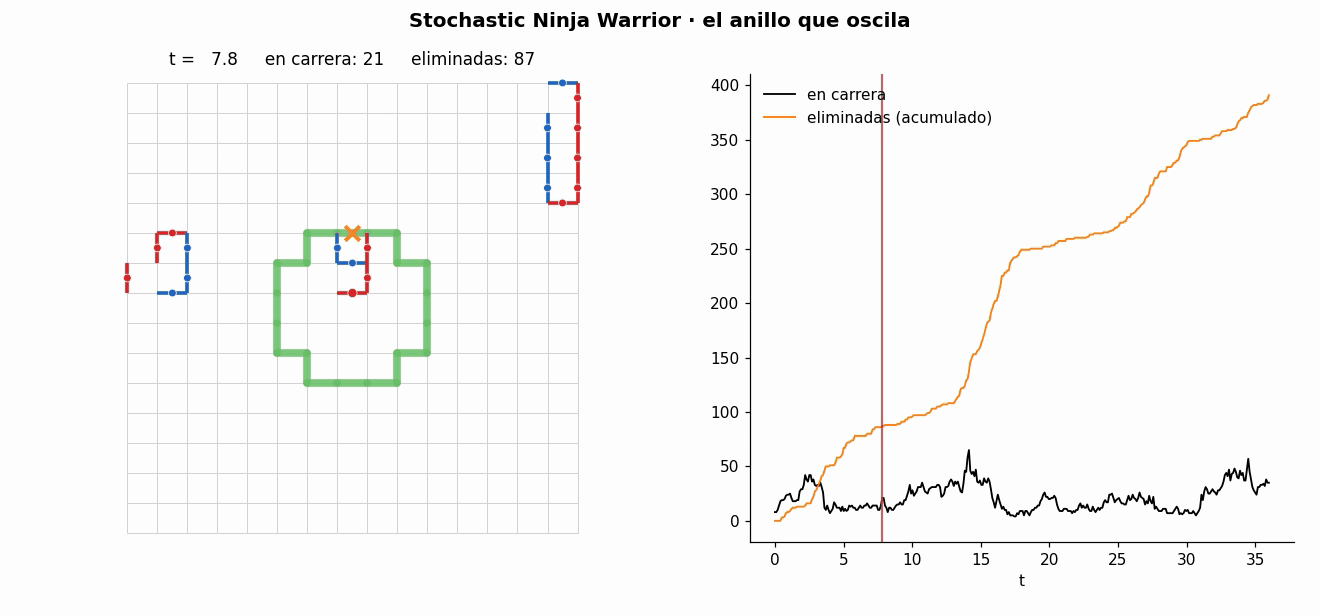 Stochastic Ninja Warrior · el anillo que oscila
t = 7.8 en carrera: 21 eliminadas: 87
en carrera
eliminadas (acumulado)
400
350
300
250
200
150
100
50
0
0 5 10 15 20 25 30 35
t